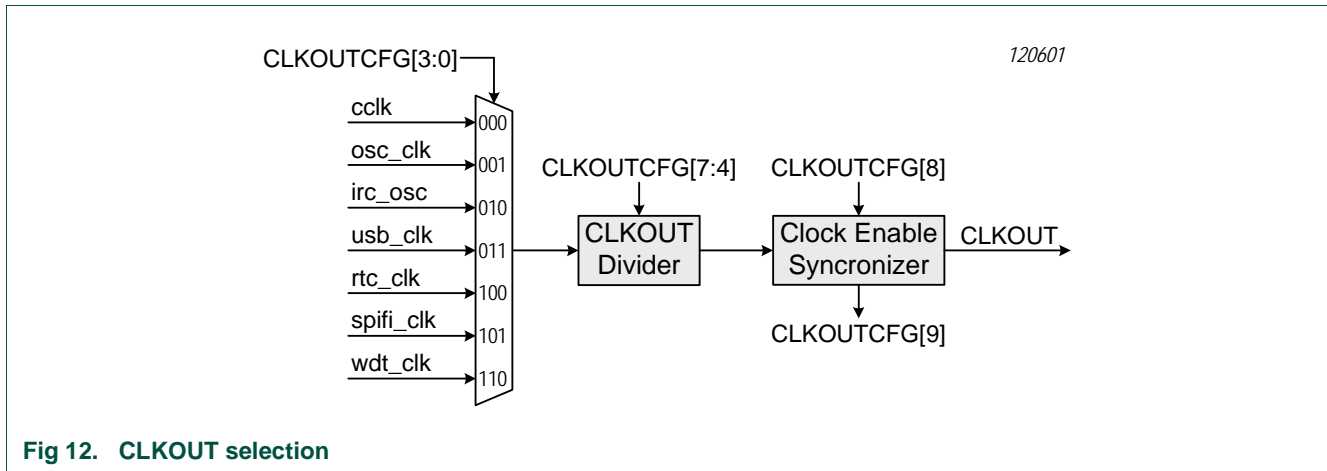 CLKOUTCFG[3:0]
120601
cclk
000
osc_clk
001
irc_osc
010
usb_clk
011
rtc_clk
100
spifi_clk
101
wdt_clk
110
CLKOUTCFG[7:4]
CLKOUT
Divider
CLKOUTCFG[8]
Clock Enable
Syncronizer
CLKOUT
CLKOUTCFG[9]
Fig 12. CLKOUT selection